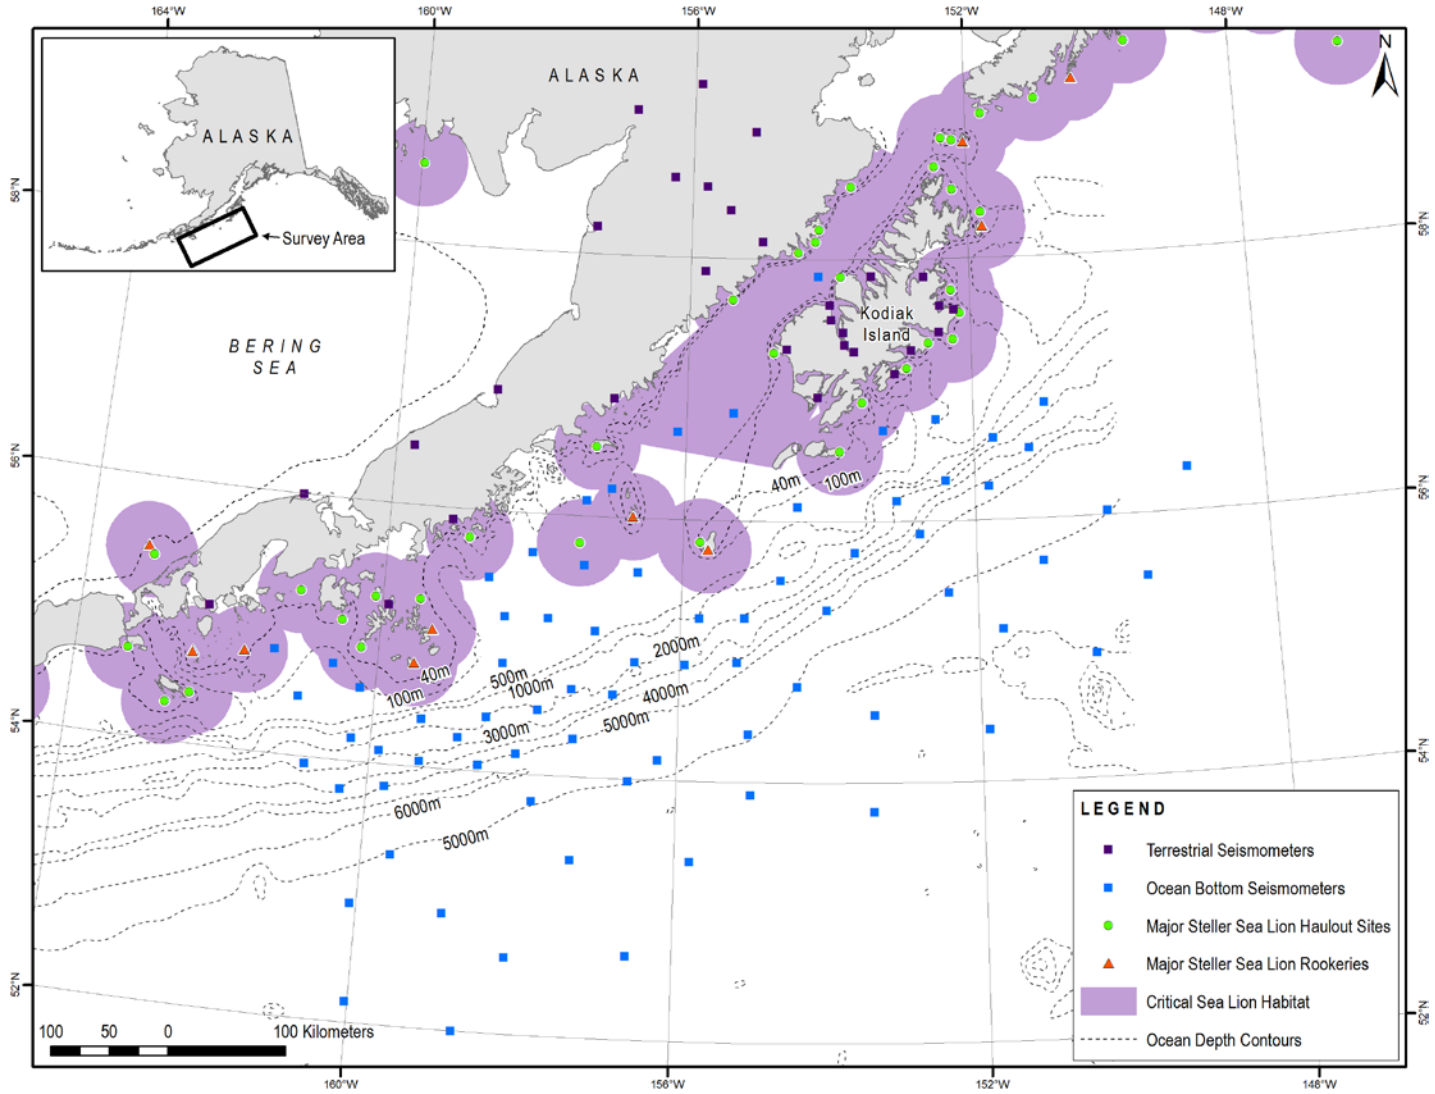 164°W
160°W
156°W
152°W
148°W
N
ALASKA
ALASKA
Survey Area
58°N
58°N
Kodiak
Island
BERING
SEA
56°N
56°N
40m
100m
2000m
40m
500m
100m
1000m
4000m
5000m
3000m
54°N
54°N
6000m
5000m
LEGEND
Terrestrial Seismometers
Ocean Bottom Seismometers
Major Steller Sea Lion Haulout Sites
Major Steller Sea Lion Rookeries
Critical Sea Lion Habitat
Ocean Depth Contours
52°N
52°N
100 50 0 100 Kilometers
160°W
156°W
152°W
148°W